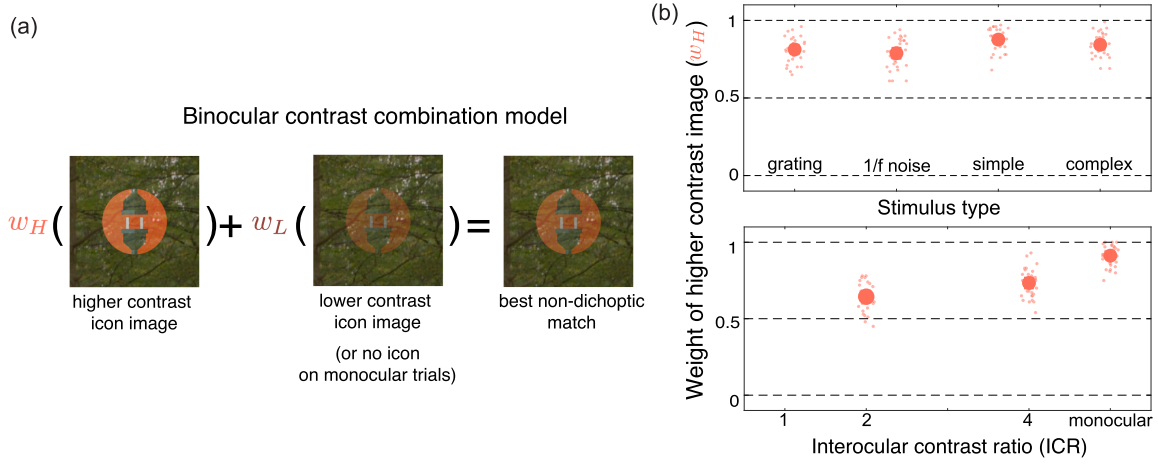 (a)
Binocular contrast combination model
w_H ( ) + w_L ( ) =
higher contrast
icon image
lower contrast
icon image
(or no icon
on monocular trials)
best non-dichoptic
match
(b)
Weight of higher contrast image (w_H)
1
0.5
0
grating 1/f noise simple complex
Stimulus type
1
0.5
0
1 2 4 monocular
Interocular contrast ratio (ICR)